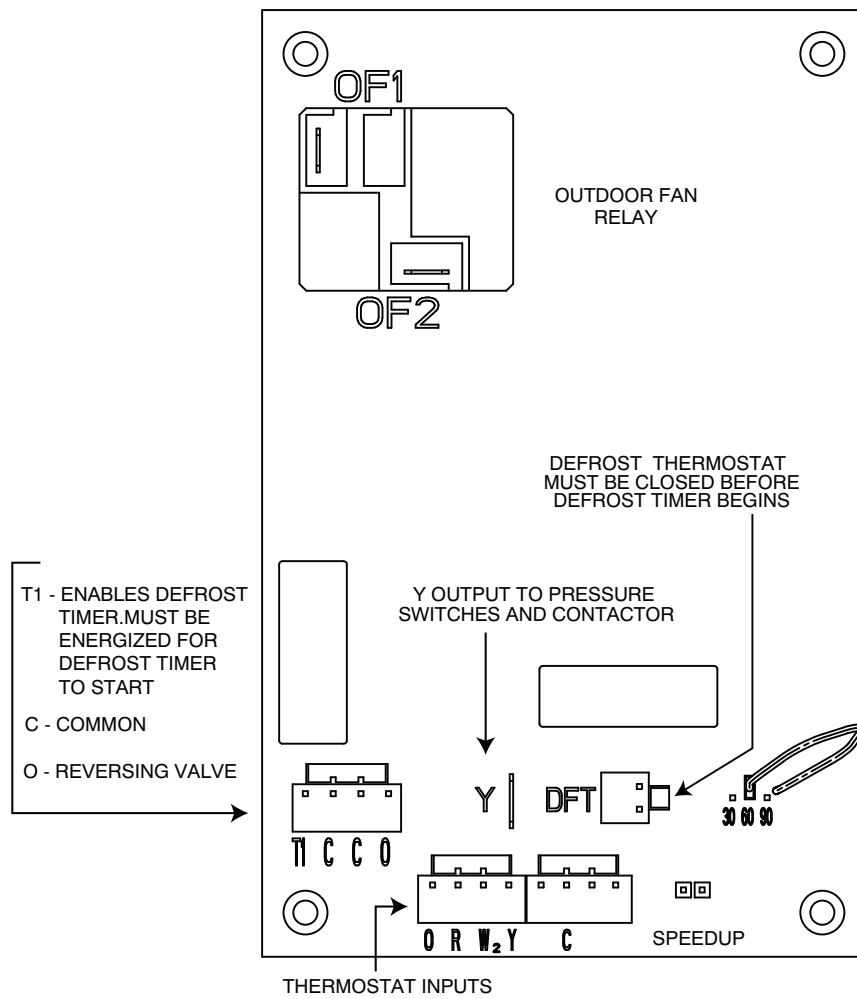 OF1
OUTDOOR FAN
RELAY
OF2
DEFROST THERMOSTAT
MUST BE CLOSED BEFORE
DEFROST TIMER BEGINS
T1 - ENABLES DEFROST
TIMER.MUST BE
ENERGIZED FOR
DEFROST TIMER
TO START
C - COMMON
O - REVERSING VALVE
Y OUTPUT TO PRESSURE
SWITCHES AND CONTACTOR
Y
DFT
30 60 90
T1 C C O
O R W₂ Y C
SPEEDUP
THERMOSTAT INPUTS